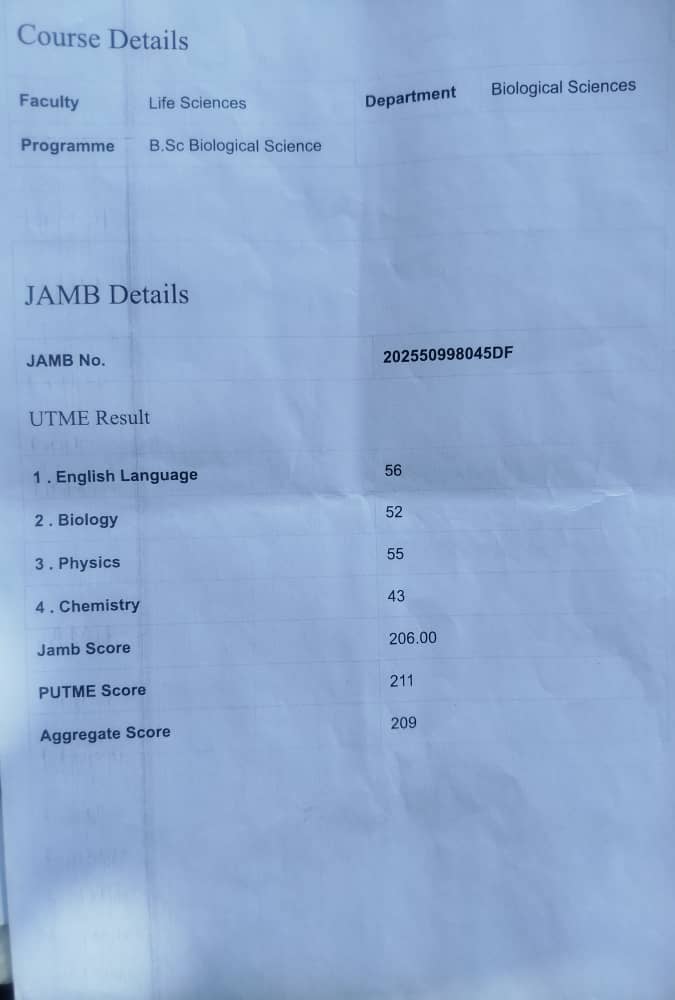 Course Details
Faculty Life Sciences Department Biological Sciences
Programme B.Sc Biological Science
JAMB Details
JAMB No. 202550998045DF
UTME Result
1 . English Language 56
2 . Biology 52
3 . Physics 55
4 . Chemistry 43
Jamb Score 206.00
PUTME Score 211
Aggregate Score 209